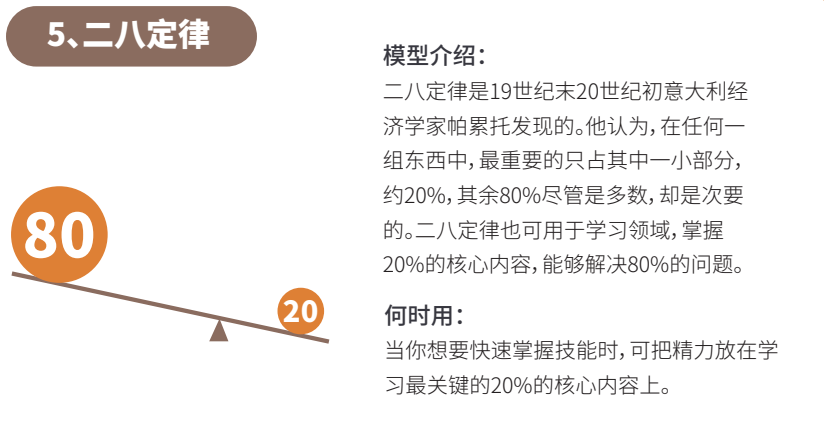 5、二八定律
80
20
模型介绍：
二八定律是19世纪末20世纪初意大利经
济学家帕累托发现的。他认为，在任何一
组东西中，最重要的只占其中一小部分，
约20%，其余80%尽管是多数，却是次要
的。二八定律也可用于学习领域，掌握
20%的核心内容，能够解决80%的问题。
何时用：
当你想要快速掌握技能时，可把精力放在学
习最关键的20%的核心内容上。